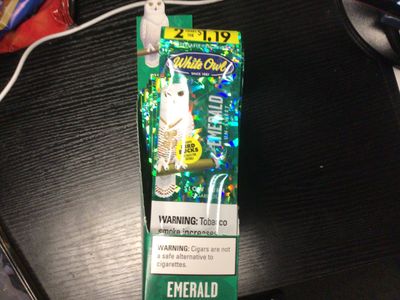 2 FOR 1.19
White Owl
SINCE 1887
EMERALD
WARNING: Tobacco
smoke increases
WARNING: Cigars are not
a safe alternative to
cigarettes.
EMERALD